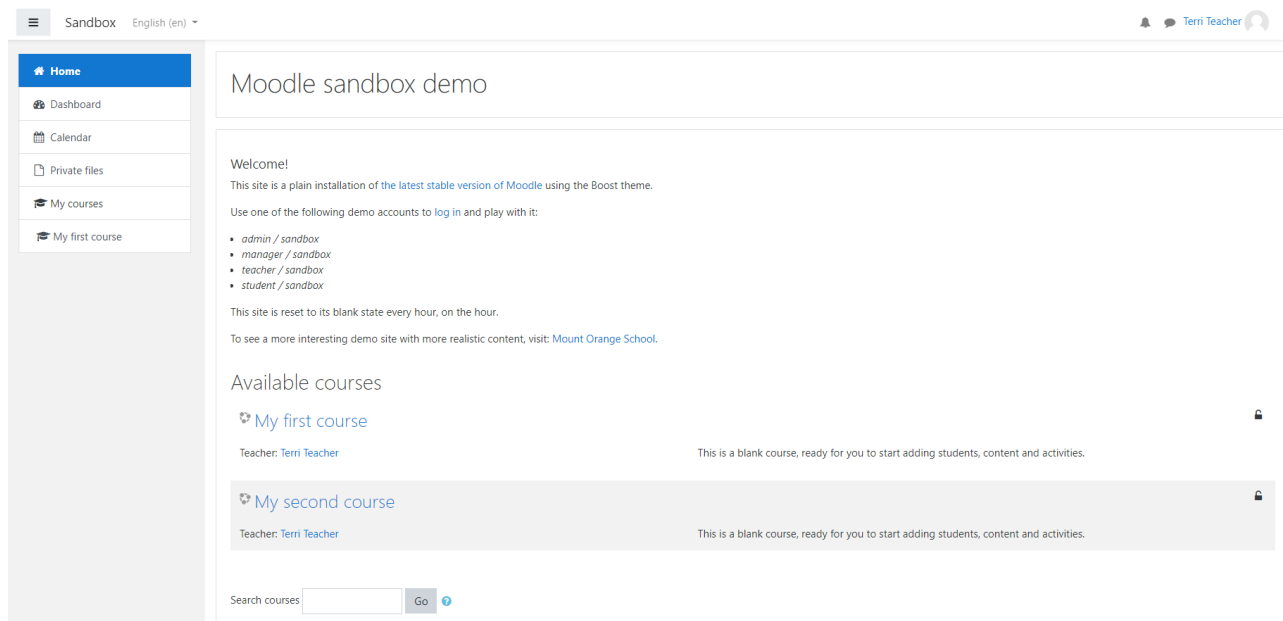 Sandbox English (en)
Terri Teacher
Home
Dashboard
Calendar
Private files
My courses
My first course
Moodle sandbox demo
Welcome!
This site is a plain installation of the latest stable version of Moodle using the Boost theme.
Use one of the following demo accounts to log in and play with it:
admin / sandbox
manager / sandbox
teacher / sandbox
student / sandbox
This site is reset to its blank state every hour, on the hour.
To see a more interesting demo site with more realistic content, visit: Mount Orange School.
Available courses
My first course
Teacher: Terri Teacher
This is a blank course, ready for you to start adding students, content and activities.
My second course
Teacher: Terri Teacher
This is a blank course, ready for you to start adding students, content and activities.
Search courses Go ?